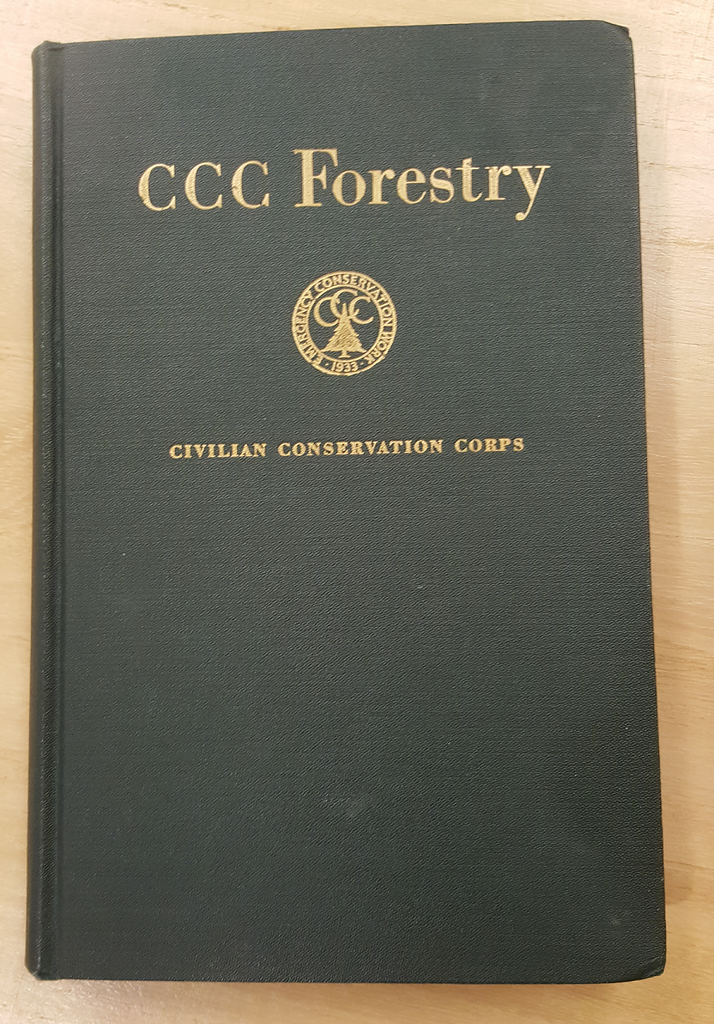 CCC Forestry
EMERGENCY CONSERVATION WORK
CCC
· 1933 ·
CIVILIAN CONSERVATION CORPS